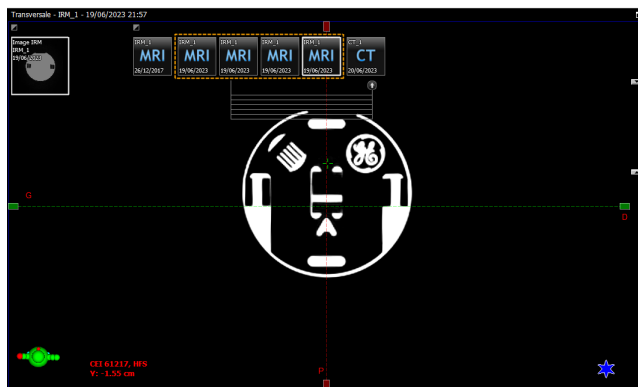 Transversale - IRM_1 - 19/06/2023 21:57
Image IRM
IRM_1
19/06/2023
IRM_1
MRI
26/12/2017
IRM_1
MRI
19/06/2023
IRM_1
MRI
19/06/2023
IRM_1
MRI
19/06/2023
IRM_1
MRI
19/06/2023
CT_1
CT
20/06/2023
GE
G
D
CEI 61217, HFS
Y: -1.55 cm
P